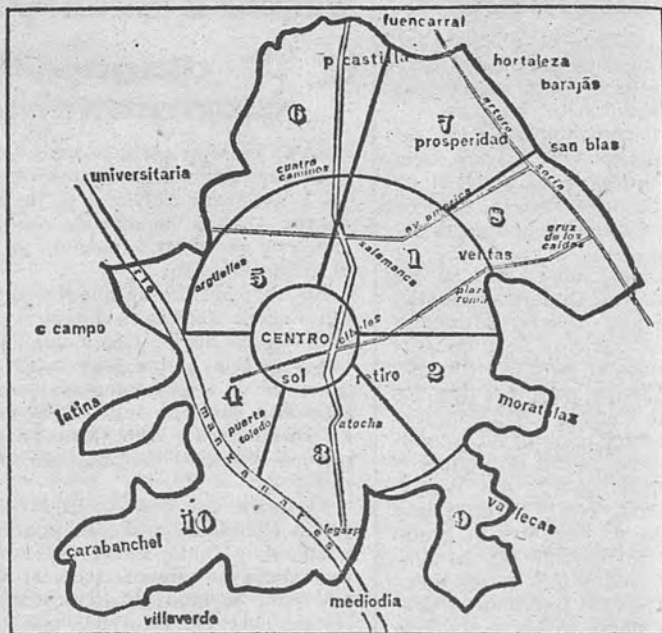 fuencarral
p castilla
hortaleza
barajas
6
7
arturo
prosperidad
san blas
soria
cuatro
caminos
universitaria
av. america
8
cruz
de los
caidos
salamanca
1
ventas
argüelles
5
plaza
roma
rio
c campo
CENTRO
cibeles
sol
retiro
2
4
latina
moratalaz
puerta
toledo
atocha
manzanares
3
vallecas
9
10
legazpi
carabanchel
mediodia
villaverde